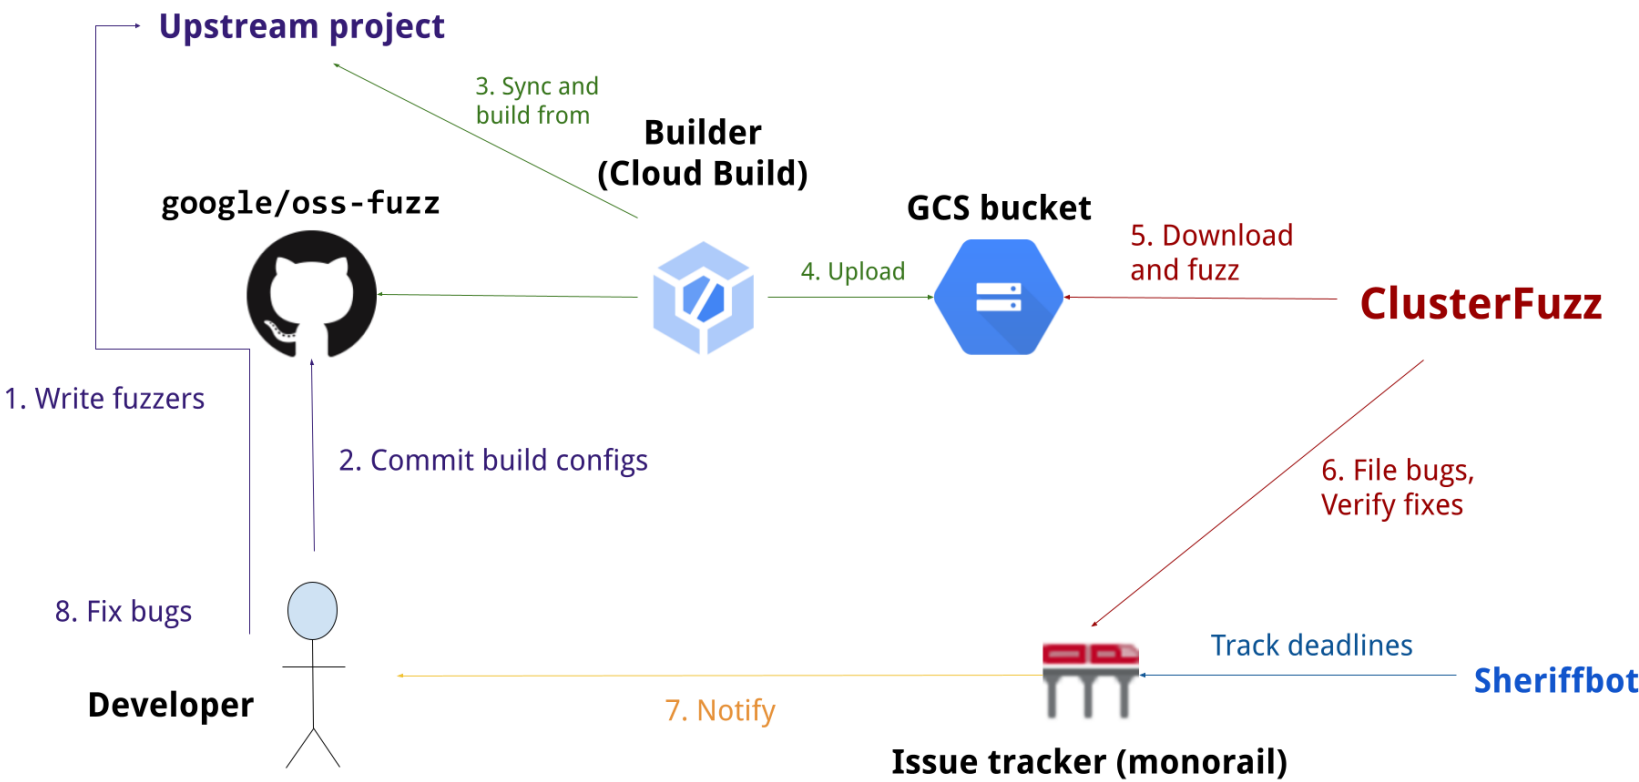 Upstream project
3. Sync and
build from
Builder
(Cloud Build)
google/oss-fuzz
GCS bucket
4. Upload
5. Download
and fuzz
ClusterFuzz
1. Write fuzzers
2. Commit build configs
6. File bugs,
Verify fixes
8. Fix bugs
Developer
7. Notify
Track deadlines
Sheriffbot
Issue tracker (monorail)